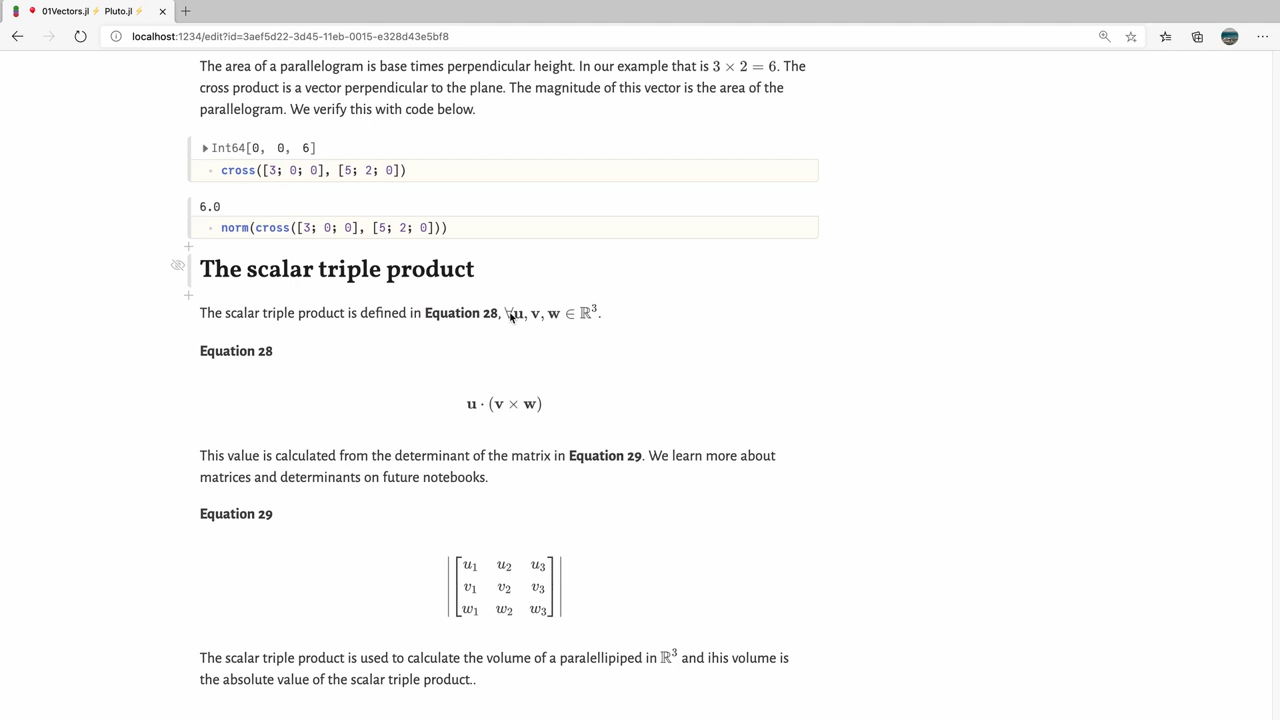 01Vectors.jl ⚡ Pluto.jl ⚡
localhost:1234/edit?id=3aef5d22-3d45-11eb-0015-e328d43e5bf8
The area of a parallelogram is base times perpendicular height. In our example that is 3 × 2 = 6. The
cross product is a vector perpendicular to the plane. The magnitude of this vector is the area of the
parallelogram. We verify this with code below.
Int64[0, 0, 6]
cross([3; 0; 0], [5; 2; 0])
6.0
norm(cross([3; 0; 0], [5; 2; 0]))
The scalar triple product
The scalar triple product is defined in Equation 28, ∀u, v, w ∈ ℝ³.
Equation 28
u · (v × w)
This value is calculated from the determinant of the matrix in Equation 29. We learn more about
matrices and determinants on future notebooks.
Equation 29
u₁ u₂ u₃
v₁ v₂ v₃
w₁ w₂ w₃
The scalar triple product is used to calculate the volume of a paralellipiped in ℝ³ and ihis volume is
the absolute value of the scalar triple product..